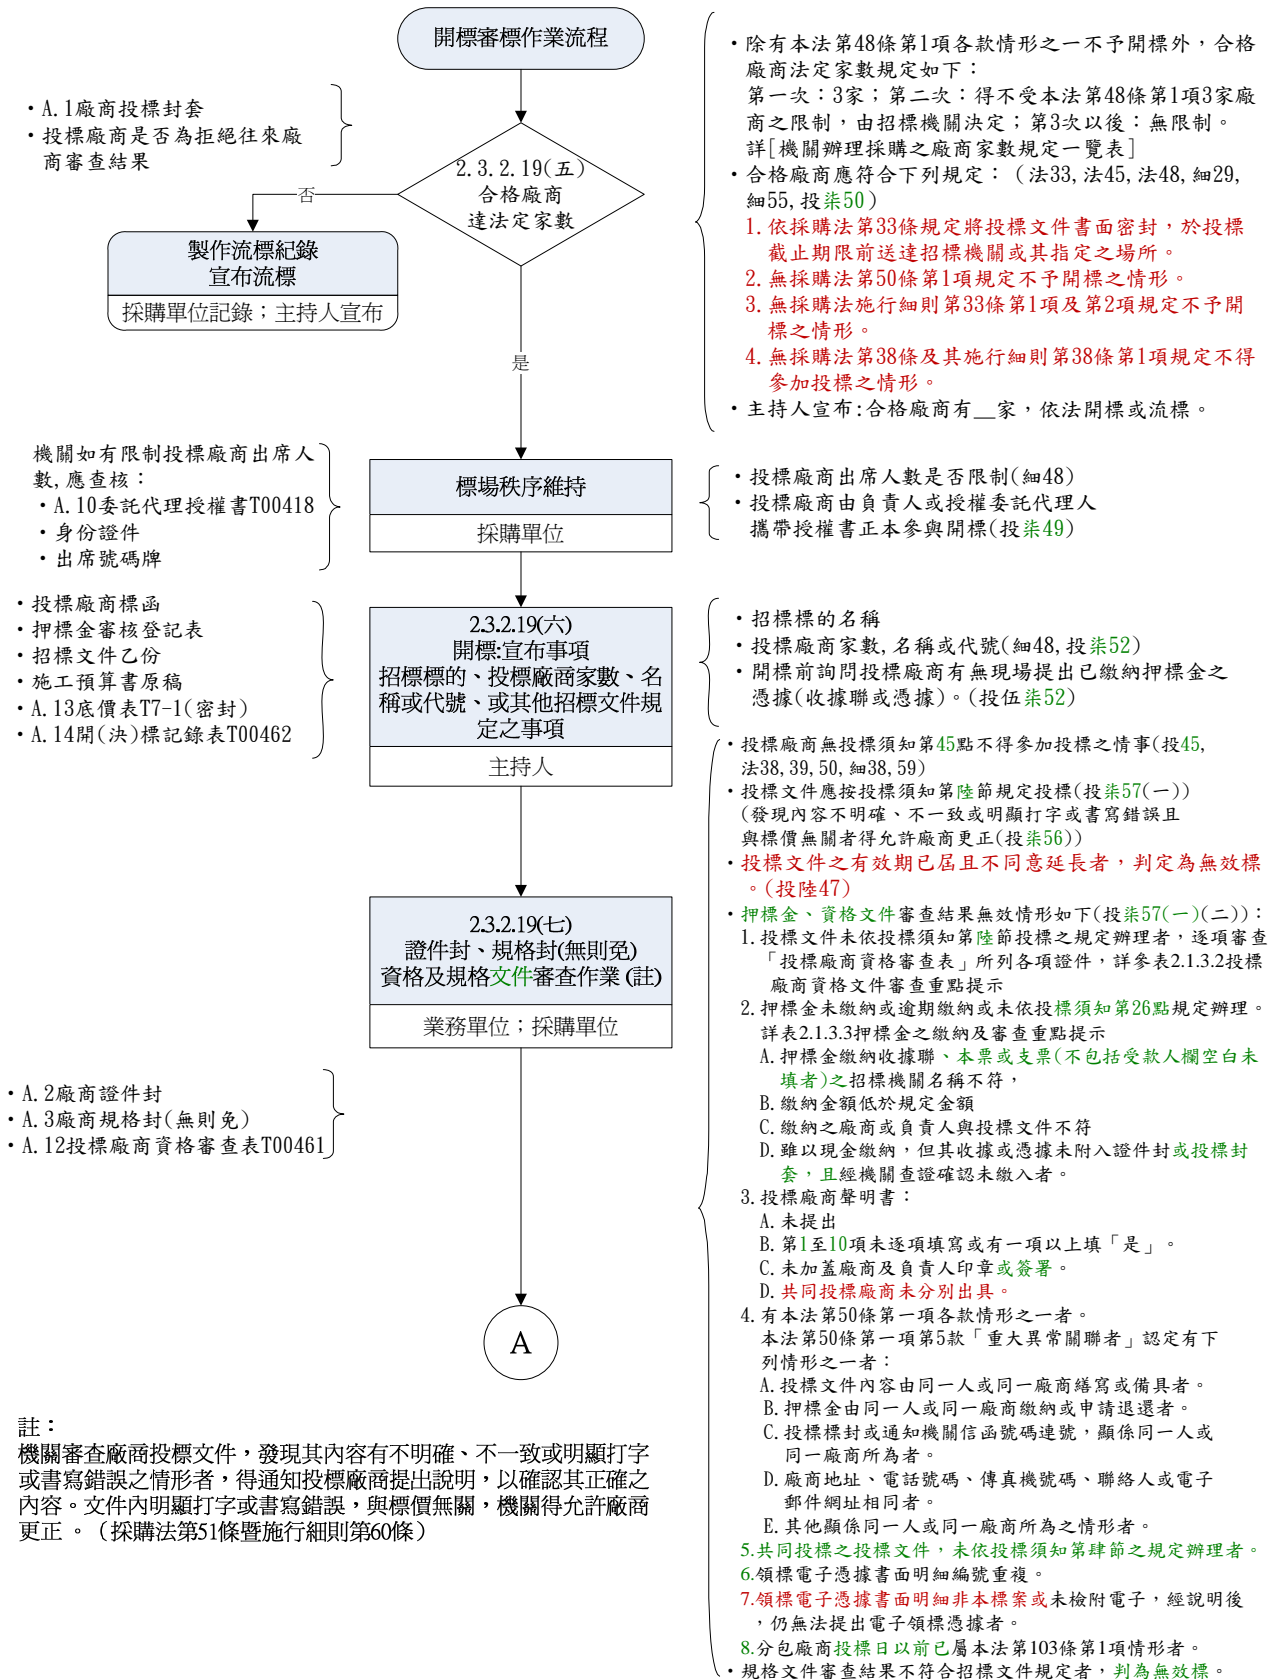 開標審標作業流程
・A.1廠商投標封套
・投標廠商是否為拒絕往來廠
商審查結果
2.3.2.19(五)
合格廠商
達法定家數
否
製作流標紀錄
宣布流標
採購單位記錄；主持人宣布
是
・除有本法第48條第1項各款情形之一不予開標外，合格
廠商法定家數規定如下：
第一次：3家；第二次：得不受本法第48條第1項3家廠
商之限制，由招標機關決定；第3次以後：無限制。
詳[機關辦理採購之廠商家數規定一覽表]
・合格廠商應符合下列規定：（法33,法45,法48,細29,
細55,投柒50）
1.依採購法第33條規定將投標文件書面密封，於投標
截止期限前送達招標機關或其指定之場所。
2.無採購法第50條第1項規定不予開標之情形。
3.無採購法施行細則第33條第1項及第2項規定不予開
標之情形。
4.無採購法第38條及其施行細則第38條第1項規定不得
參加投標之情形。
・主持人宣布:合格廠商有__家，依法開標或流標。
機關如有限制投標廠商出席人
數,應查核：
・A.10委託代理授權書T00418
・身份證件
・出席號碼牌
標場秩序維持
採購單位
・投標廠商出席人數是否限制(細48)
・投標廠商由負責人或授權委託代理人
攜帶授權書正本參與開標(投柒49)
・投標廠商標函
・押標金審核登記表
・招標文件乙份
・施工預算書原稿
・A.13底價表T7-1(密封)
・A.14開(決)標記錄表T00462
2.3.2.19(六)
開標:宣布事項
招標標的、投標廠商家數、名
稱或代號、或其他招標文件規
定之事項
主持人
・招標標的名稱
・投標廠商家數,名稱或代號(細48,投柒52)
・開標前詢問投標廠商有無現場提出已繳納押標金之
憑據(收據聯或憑據)。(投伍柒52)
2.3.2.19(七)
證件封、規格封(無則免)
資格及規格文件審查作業 (註)
業務單位；採購單位
・A.2廠商證件封
・A.3廠商規格封(無則免)
・A.12投標廠商資格審查表T00461
A
・投標廠商無投標須知第45點不得參加投標之情事(投45,
法38,39,50,細38,59)
・投標文件應按投標須知第陸節規定投標(投柒57(一))
(發現內容不明確、不一致或明顯打字或書寫錯誤且
與標價無關者得允許廠商更正(投柒56))
・投標文件之有效期已屆且不同意延長者，判定為無效標
。(投陸47)
・押標金、資格文件審查結果無效情形如下(投柒57(一)(二))：
1.投標文件未依投標須知第陸節投標之規定辦理者，逐項審查
「投標廠商資格審查表」所列各項證件，詳參表2.1.3.2投標
廠商資格文件審查重點提示
2.押標金未繳納或逾期繳納或未依投標須知第26點規定辦理。
詳表2.1.3.3押標金之繳納及審查重點提示
A.押標金繳納收據聯、本票或支票(不包括受款人欄空白未
填者)之招標機關名稱不符，
B.繳納金額低於規定金額
C.繳納之廠商或負責人與投標文件不符
D.雖以現金繳納，但其收據或憑據未附入證件封或投標封
套，且經機關查證確認未繳入者。
3.投標廠商聲明書：
A.未提出
B.第1至10項未逐項填寫或有一項以上填「是」。
C.未加蓋廠商及負責人印章或簽署。
D.共同投標廠商未分別出具。
4.有本法第50條第一項各款情形之一者。
本法第50條第一項第5款「重大異常關聯者」認定有下
列情形之一者：
A.投標文件內容由同一人或同一廠商繕寫或備具者。
B.押標金由同一人或同一廠商繳納或申請退還者。
C.投標標封或通知機關信函號碼連號，顯係同一人或
同一廠商所為者。
D.廠商地址、電話號碼、傳真機號碼、聯絡人或電子
郵件網址相同者。
E.其他顯係同一人或同一廠商所為之情形者。
5.共同投標之投標文件，未依投標須知第肆節之規定辦理者。
6.領標電子憑據書面明細編號重複。
7.領標電子憑據書面明細非本標案或未檢附電子，經說明後
，仍無法提出電子領標憑據者。
8.分包廠商投標日以前已屬本法第103條第1項情形者。
・規格文件審查結果不符合招標文件規定者，判為無效標。
註：
機關審查廠商投標文件，發現其內容有不明確、不一致或明顯打字
或書寫錯誤之情形者，得通知投標廠商提出說明，以確認其正確之
內容。文件內明顯打字或書寫錯誤，與標價無關，機關得允許廠商
更正 。（採購法第51條暨施行細則第60條）